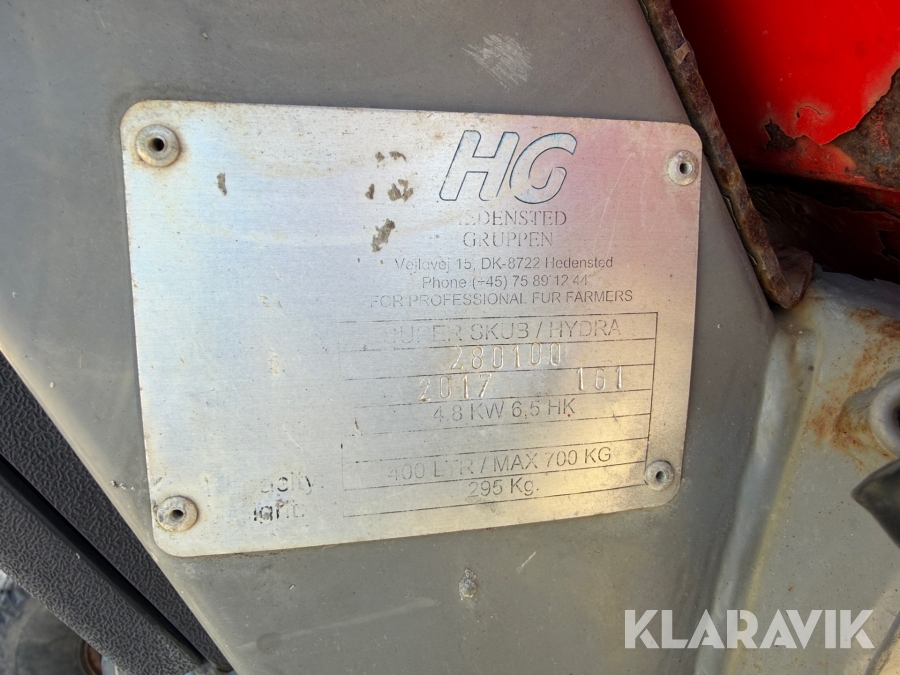 HG
HEDENSTED
GRUPPEN
Vejlevej 15, DK-8722 Hedensted
Phone (+45) 75 89 12 44
FOR PROFESSIONAL FUR FARMERS
SUPER SKUB / HYDRA
280100
2017 161
4,8 KW 6,5 HK
400 LTR / MAX 700 KG
295 Kg.
KLARAVIK